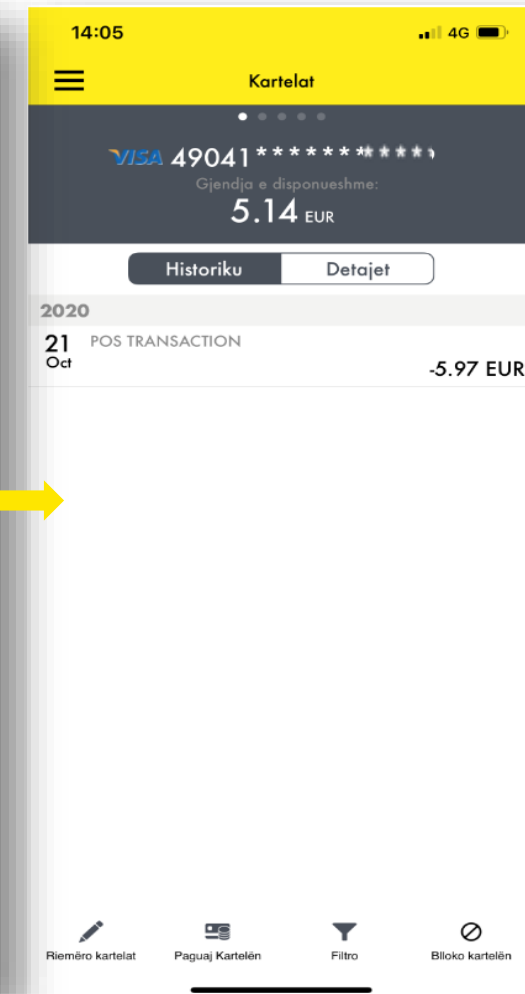 14:05 4G
Kartelat
VISA 49041************
Gjendja e disponueshme:
5.14 EUR
Historiku Detajet
2020
21 POS TRANSACTION
Oct
-5.97 EUR
Riemëro kartelat Paguaj Kartelën Filtro Blloko kartelën